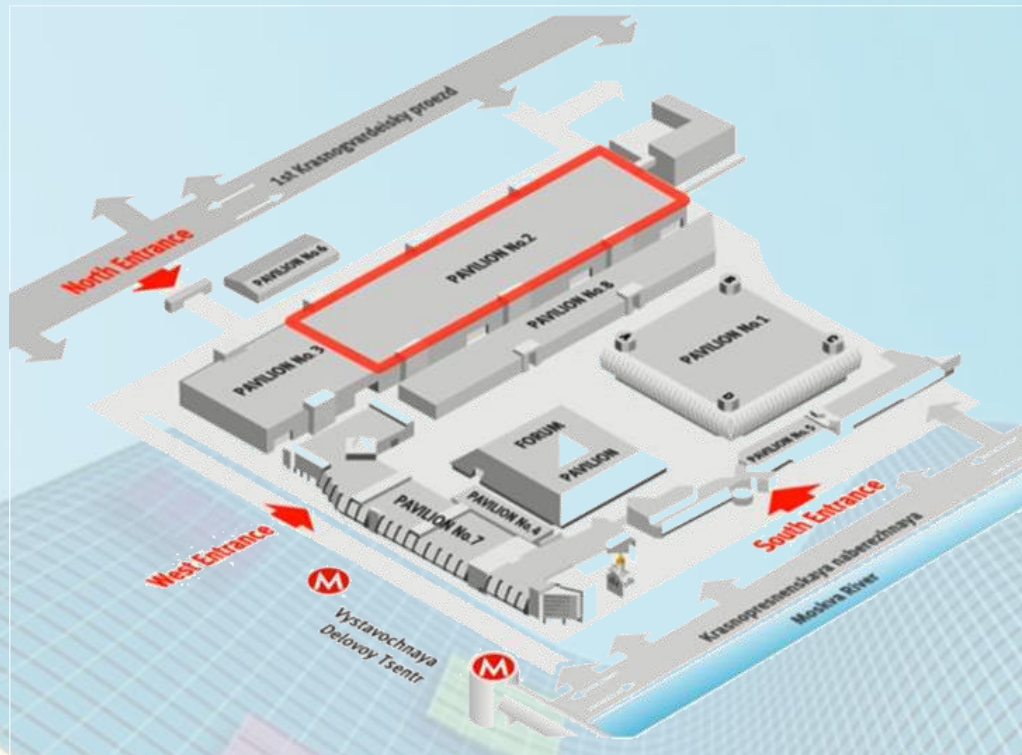 1st Krasnogvardeisky proezd
North Entrance
PAVILION No.6
PAVILION No.2
PAVILION No.3
PAVILION No.8
PAVILION No.1
A
B
C
D
FORUM
PAVILION
PAVILION No.5
PAVILION No.4
PAVILION No.7
West Entrance
South Entrance
M
Vystavochnaya
Delovoy Tsentr
M
Krasnopresnenskaya naberezhnaya
Moskva River